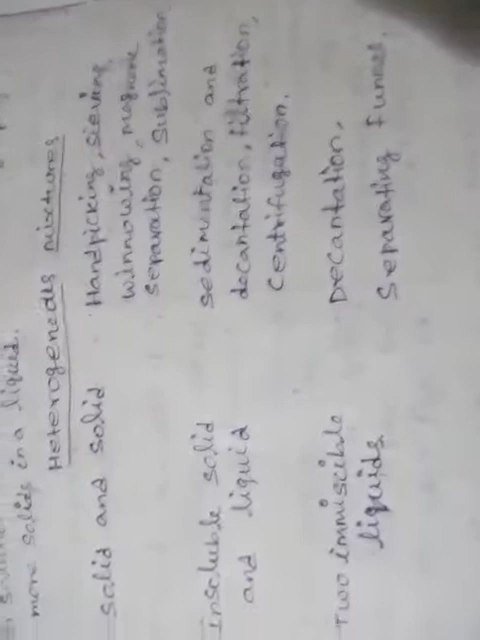 more solids in a liquid.
Heterogeneous mixtures
solid and solid
Handpicking, sieving,
winnowing, magnetic
separation, sublimation
insoluble solid
and liquid
sedimentation and
decantation, filtration,
centrifugation.
Two immiscible
liquids
Decantation,
Separating funnel.